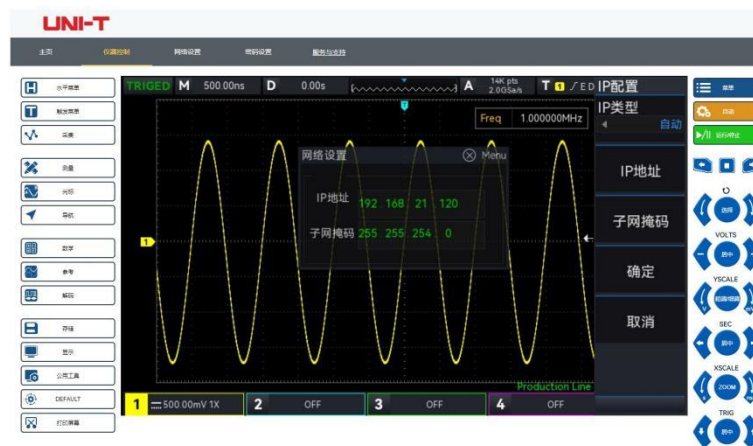 UNI-T
主页 仪器控制 网络设置 密码设置 服务与支持
水平菜单
触发菜单
采集
测量
光标
导航
数学
参考
解码
存储
显示
公用工具
DEFAULT
打印屏幕
TRIGED M 500.00ns D 0.00s A 14K pts 2.0GSa/s T 1 ED
Freq 1.000000MHz
网络设置 Menu
IP地址 192 168 21 120
子网掩码 255 255 254 0
Production Line
1 500.00mV 1X 2 OFF 3 OFF 4 OFF
IP配置
IP类型
自动
IP地址
子网掩码
确定
取消
菜单
自动
运行/停止
VOLTS
居中
YSCALE
SEC
居中
XSCALE
ZOOM
TRIG
居中